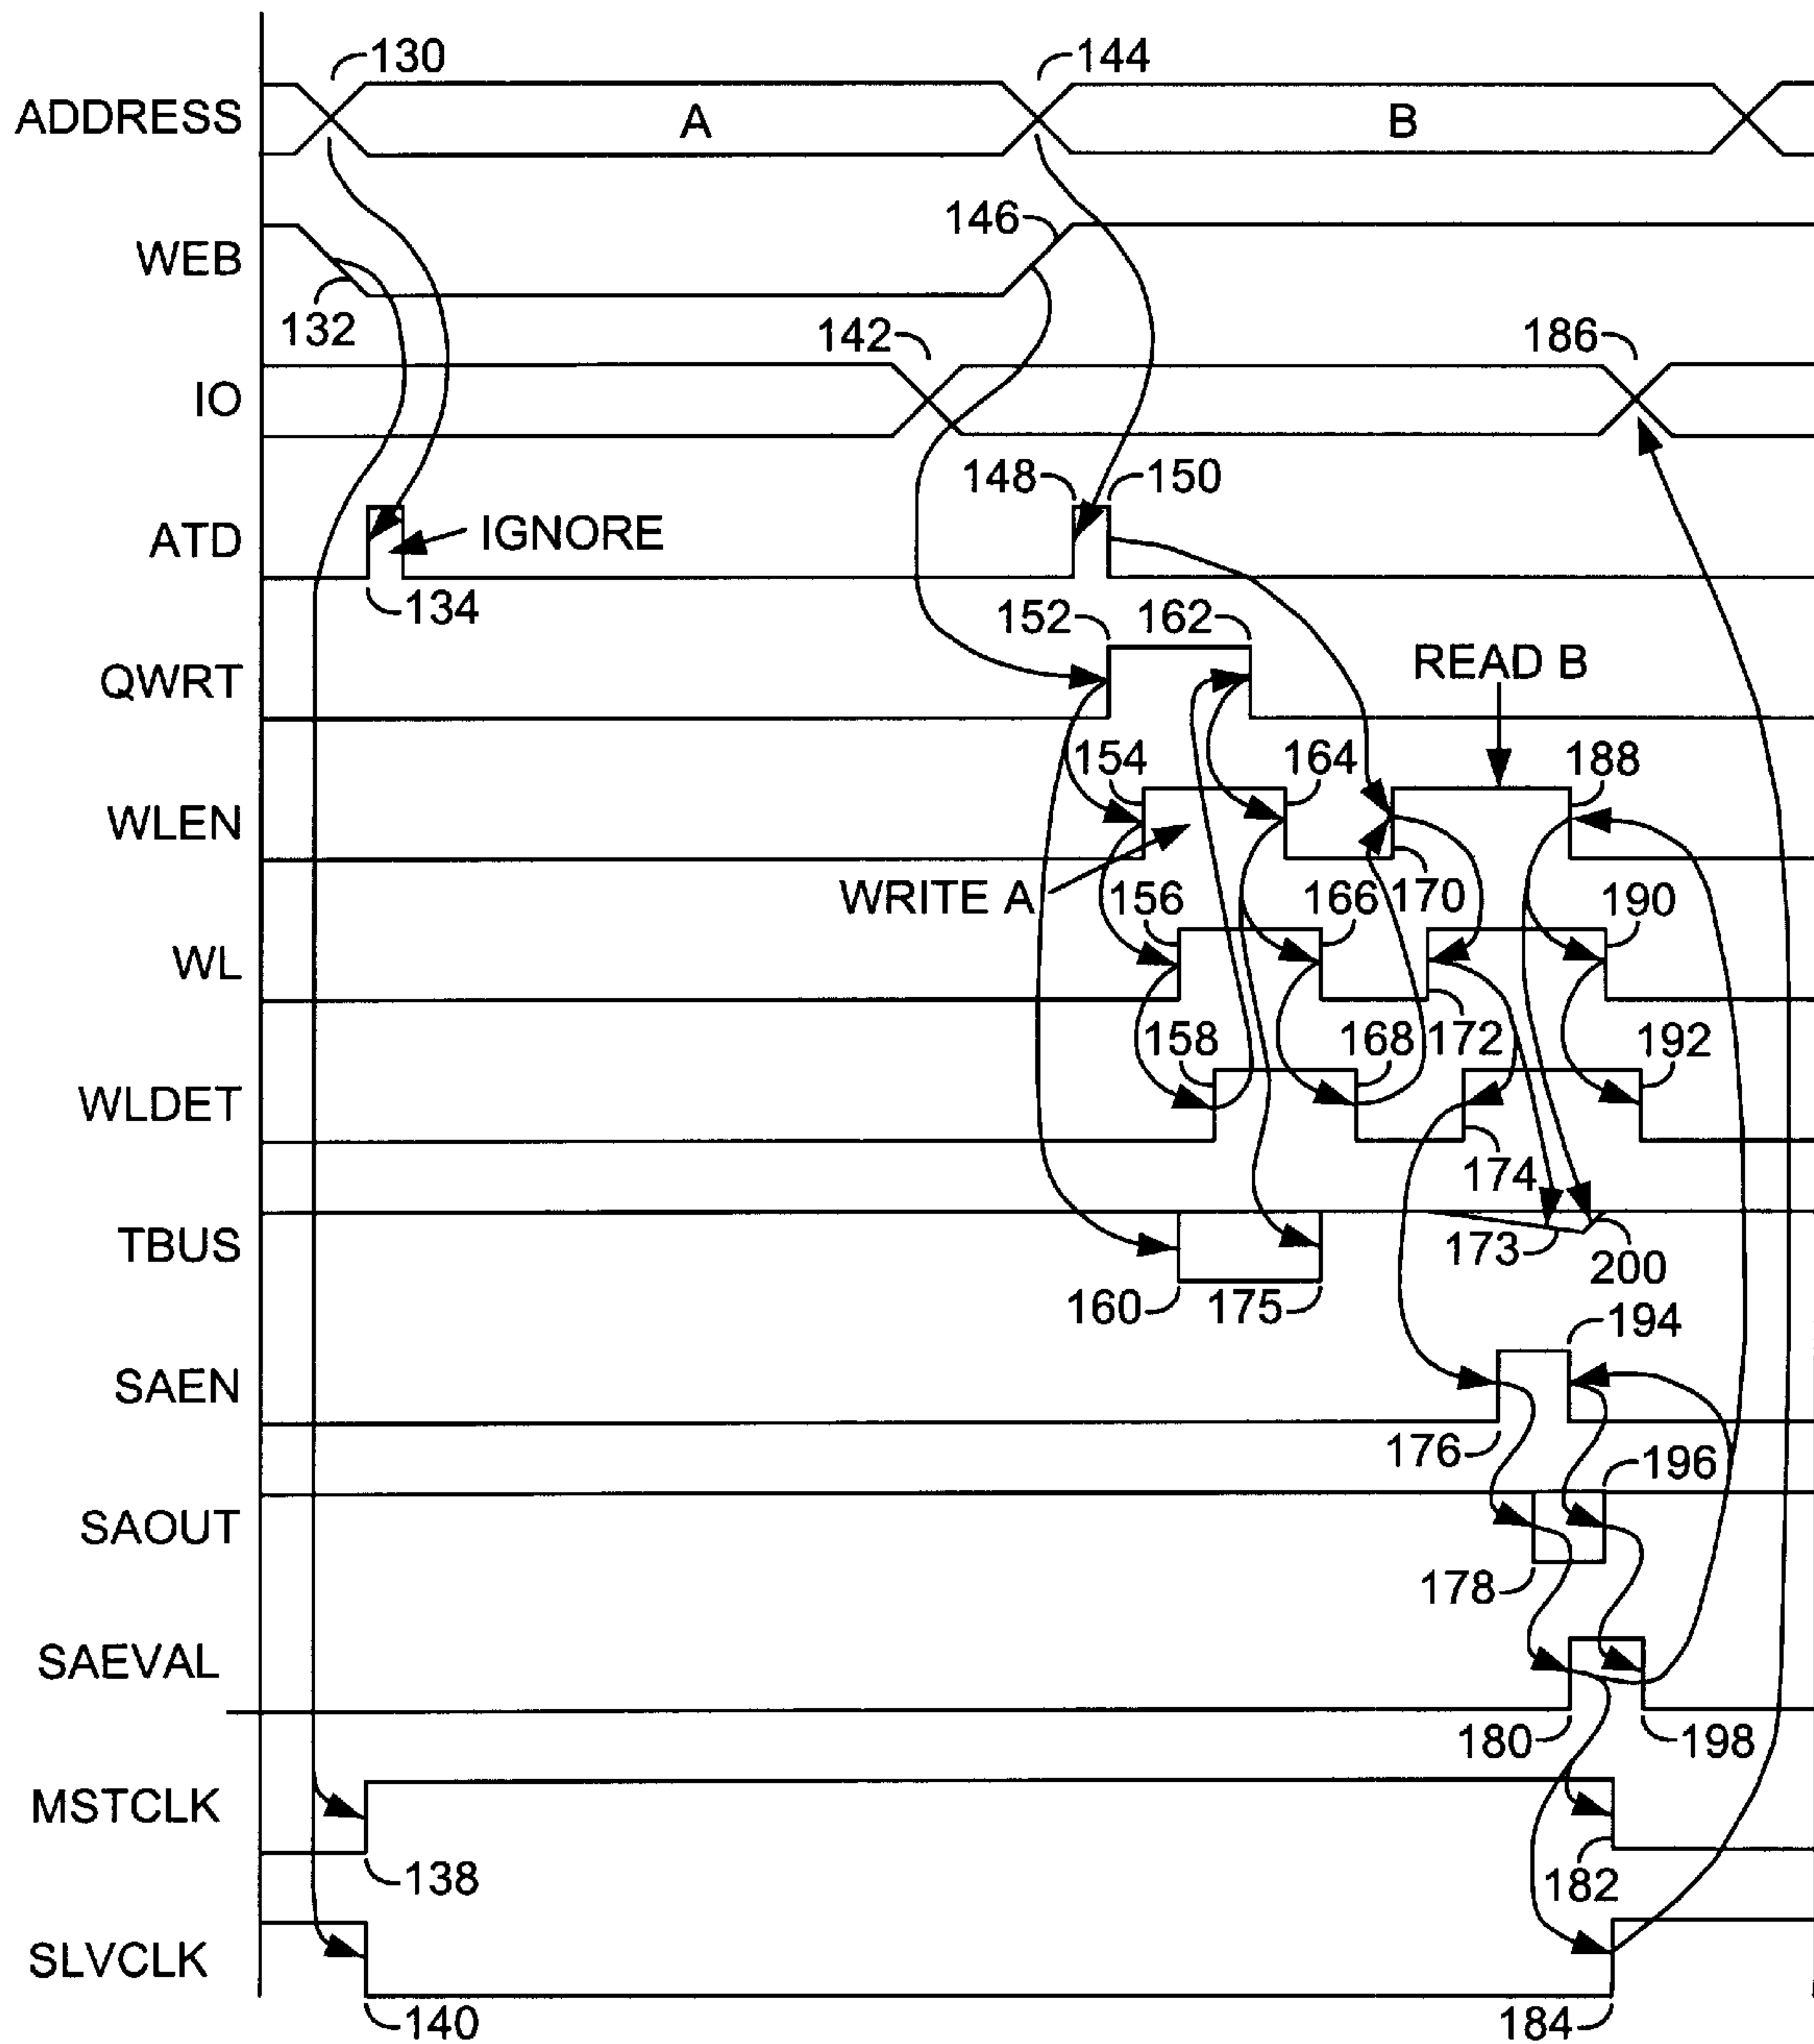 130
144
ADDRESS
A
B
146
WEB
132
142
186
IO
148
150
ATD
IGNORE
134
152
162
QWRT
READ B
154
164
188
WLEN
WRITE A
156
166
170
190
WL
158
168
172
192
WLDET
174
TBUS
173
200
160
175
194
SAEN
176
196
SAOUT
178
SAEVAL
180
198
MSTCLK
138
182
SLVCLK
140
184